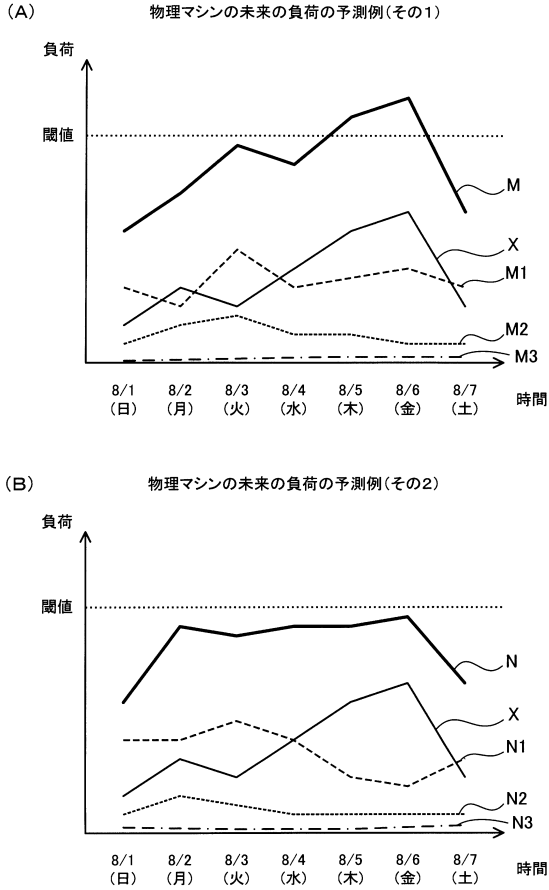 (A)
物理マシンの未来の負荷の予測例(その1)
負荷
閾値
M
X
M1
M2
M3
8/1 8/2 8/3 8/4 8/5 8/6 8/7
(日) (月) (火) (水) (木) (金) (土)
時間
(B)
物理マシンの未来の負荷の予測例(その2)
負荷
閾値
N
X
N1
N2
N3
8/1 8/2 8/3 8/4 8/5 8/6 8/7
(日) (月) (火) (水) (木) (金) (土)
時間